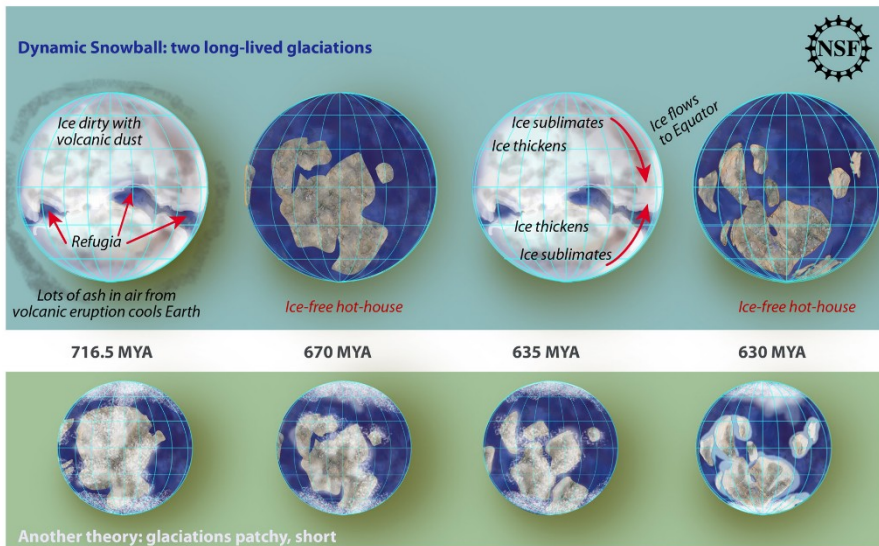 Dynamic Snowball: two long-lived glaciations
NSF
Ice dirty with
volcanic dust
Refugia
Lots of ash in air from
volcanic eruption cools Earth
Ice-free hot-house
Ice sublimates
Ice thickens
Ice flows
to Equator
Ice thickens
Ice sublimates
Ice-free hot-house
716.5 MYA
670 MYA
635 MYA
630 MYA
Another theory: glaciations patchy, short